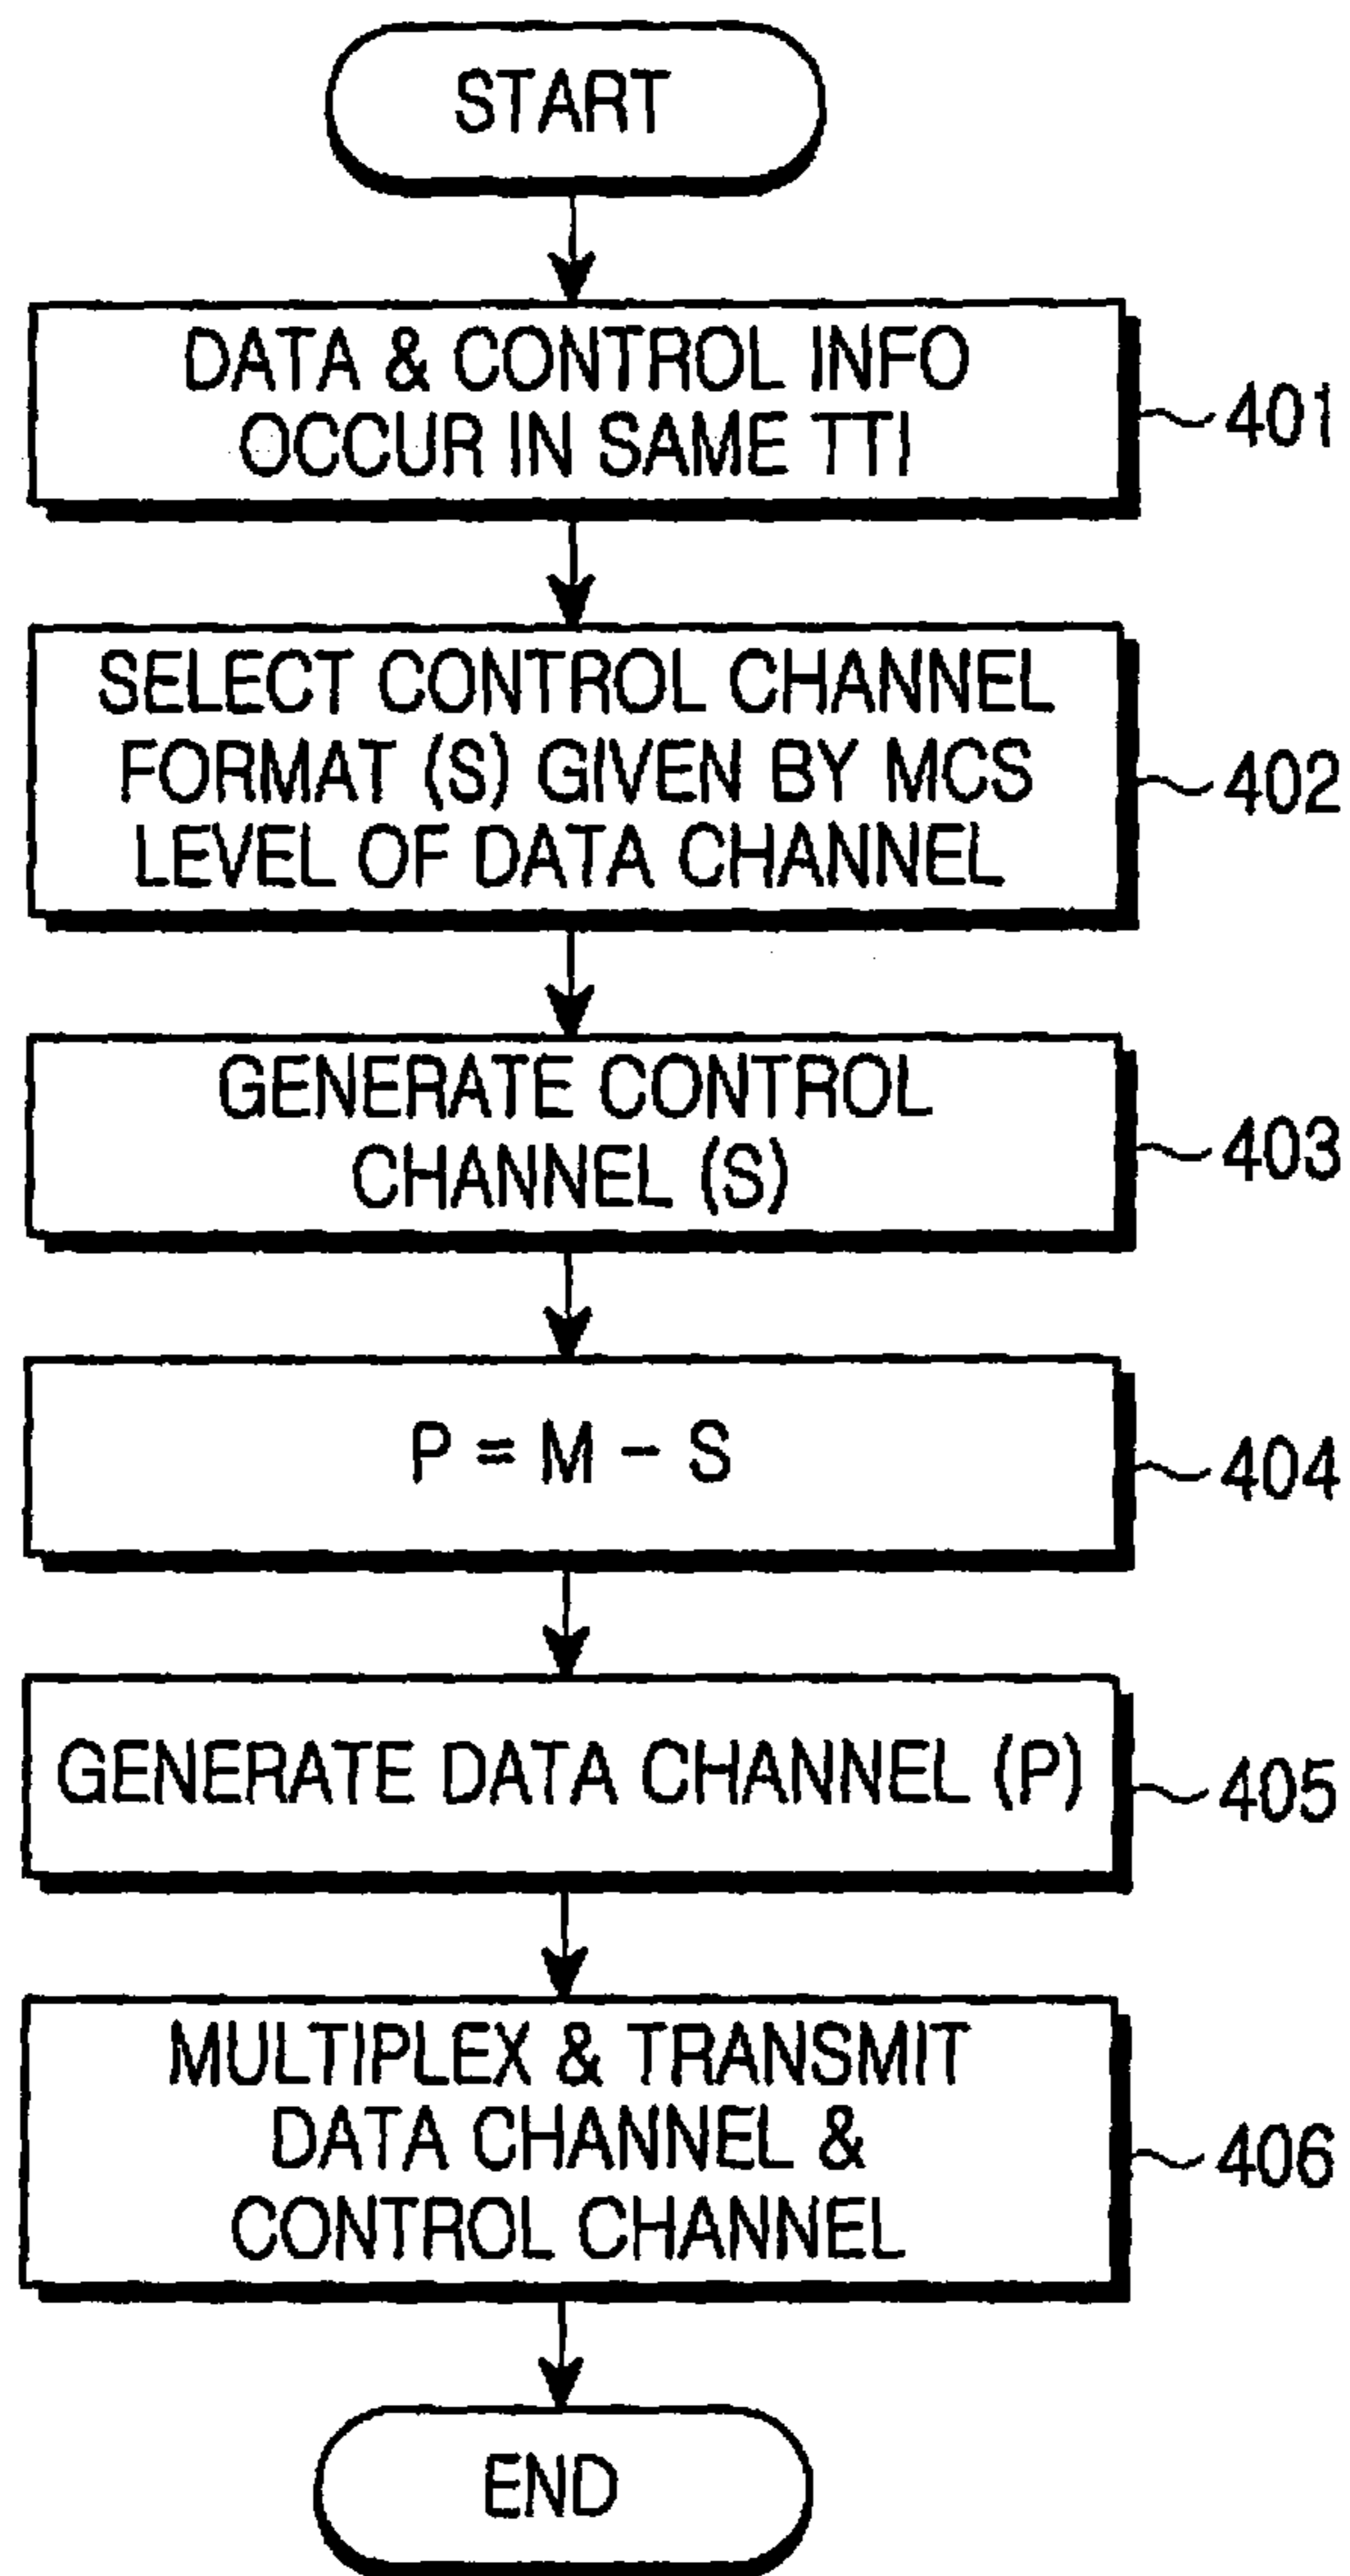 START
DATA & CONTROL INFO
OCCUR IN SAME TTI
401
SELECT CONTROL CHANNEL
FORMAT (S) GIVEN BY MCS
LEVEL OF DATA CHANNEL
402
GENERATE CONTROL
CHANNEL (S)
403
P = M - S
404
GENERATE DATA CHANNEL (P)
405
MULTIPLEX & TRANSMIT
DATA CHANNEL &
CONTROL CHANNEL
406
END